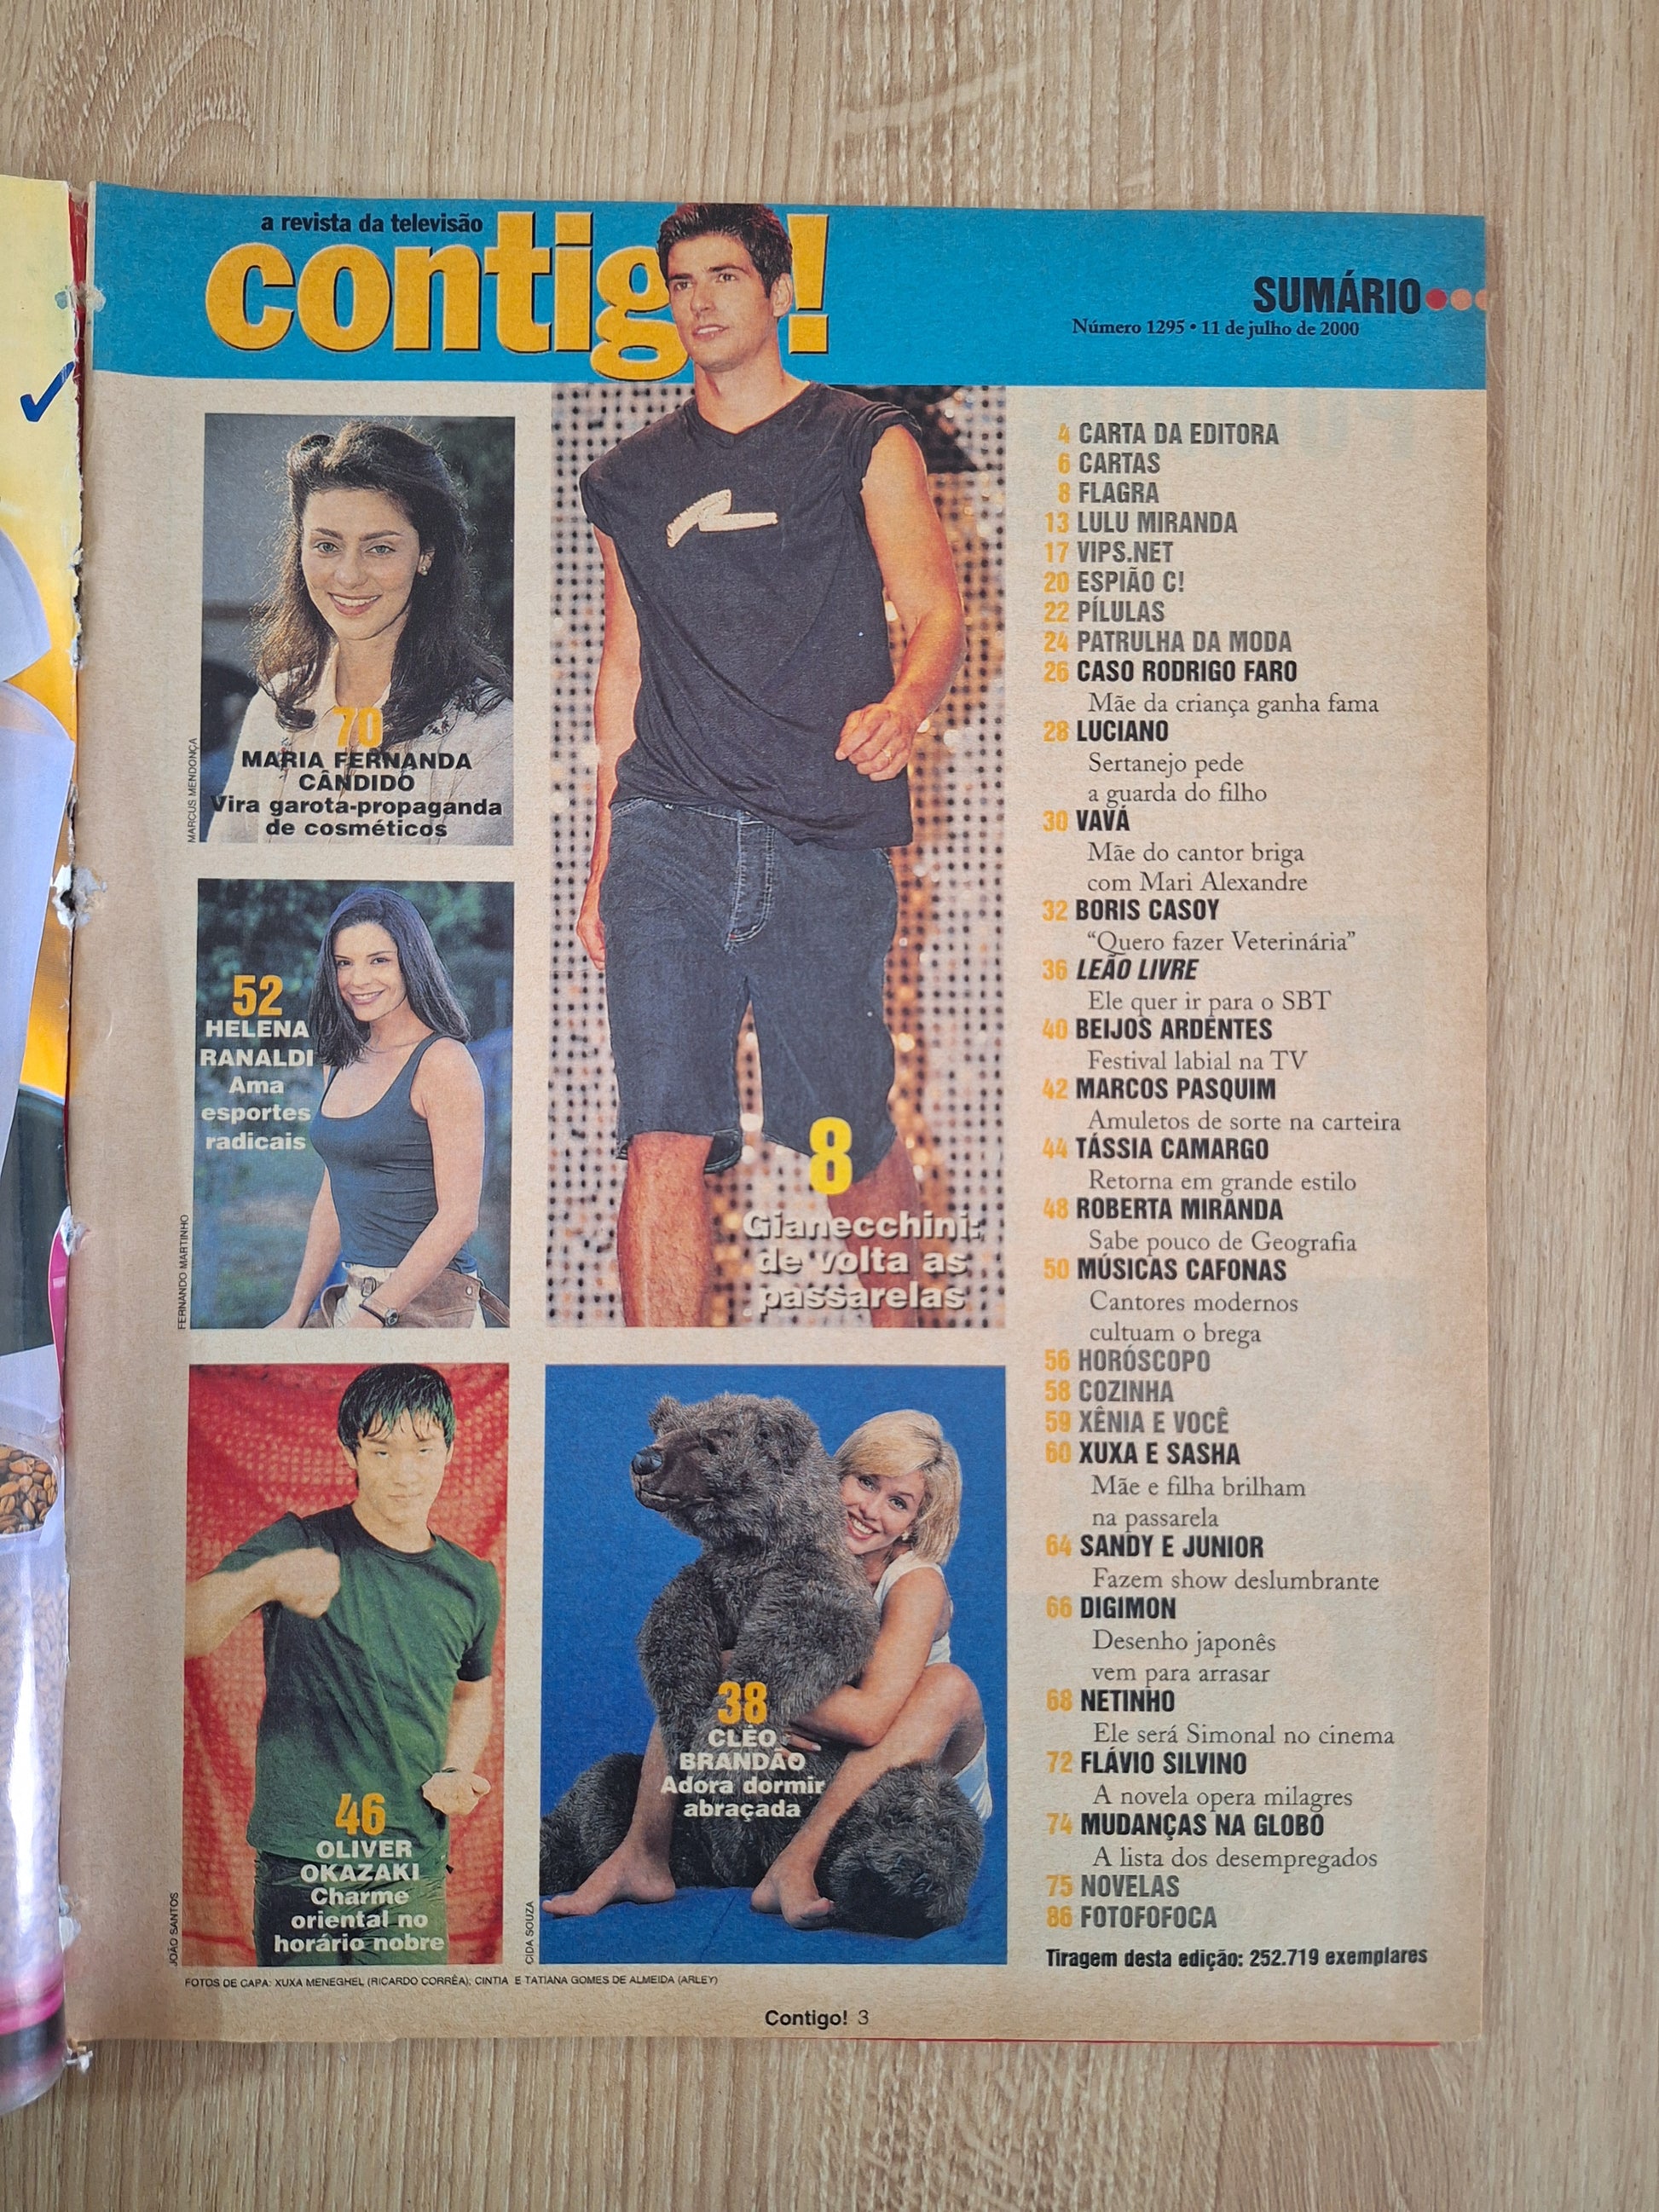 a revista da televisão
contigo!
SUMÁRIO
Número 1295 • 11 de julho de 2000
70
MARIA FERNANDA
CÂNDIDO
Vira garota-propaganda
de cosméticos
MARCUS MENDONÇA
52
HELENA
RANALDI
Ama
esportes
radicais
FERNANDO MARTINHO
8
Gianecchini:
de volta as
passarelas
46
OLIVER
OKAZAKI
Charme
oriental no
horário nobre
JOÃO SANTOS
38
CLÉO
BRANDÃO
Adora dormir
abraçada
CIDA SOUZA
4 CARTA DA EDITORA
6 CARTAS
8 FLAGRA
13 LULU MIRANDA
17 VIPS.NET
20 ESPIÃO C!
22 PÍLULAS
24 PATRULHA DA MODA
26 CASO RODRIGO FARO
Mãe da criança ganha fama
28 LUCIANO
Sertanejo pede
a guarda do filho
30 VAVÁ
Mãe do cantor briga
com Mari Alexandre
32 BORIS CASOY
“Quero fazer Veterinária”
36 LEÃO LIVRE
Ele quer ir para o SBT
40 BEIJOS ARDENTES
Festival labial na TV
42 MARCOS PASQUIM
Amuletos de sorte na carteira
44 TÁSSIA CAMARGO
Retorna em grande estilo
48 ROBERTA MIRANDA
Sabe pouco de Geografia
50 MÚSICAS CAFONAS
Cantores modernos
cultuam o brega
56 HORÓSCOPO
58 COZINHA
59 XÊNIA E VOCÊ
60 XUXA E SASHA
Mãe e filha brilham
na passarela
64 SANDY E JUNIOR
Fazem show deslumbrante
66 DIGIMON
Desenho japonês
vem para arrasar
68 NETINHO
Ele será Simonal no cinema
72 FLÁVIO SILVINO
A novela opera milagres
74 MUDANÇAS NA GLOBO
A lista dos desempregados
75 NOVELAS
86 FOTOFOFOCA
Tiragem desta edição: 252.719 exemplares
FOTOS DE CAPA: XUXA MENEGHEL (RICARDO CORRÊA); CINTIA E TATIANA GOMES DE ALMEIDA (ARLEY)
Contigo! 3